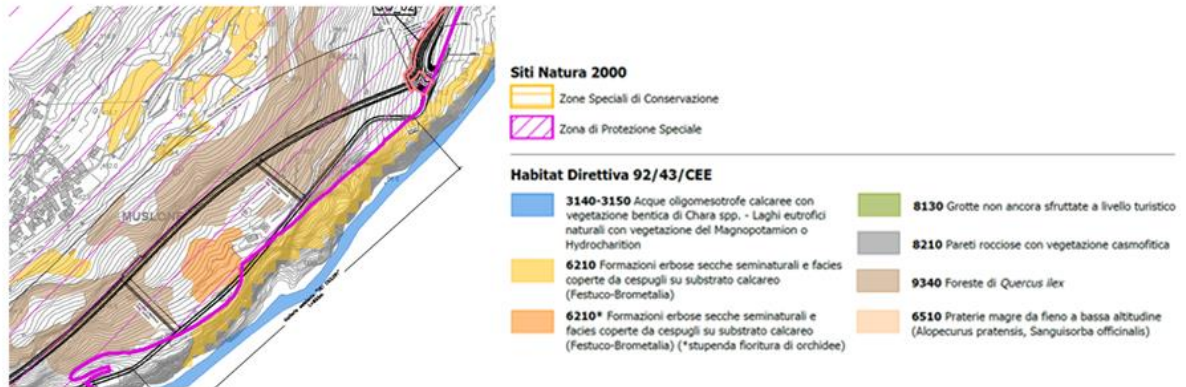 MUSLONE
Siti Natura 2000
Zone Speciali di Conservazione
Zona di Protezione Speciale
Habitat Direttiva 92/43/CEE
3140-3150 Acque oligomesotrofe calcaree con
vegetazione bentica di Chara spp. - Laghi eutrofici
naturali con vegetazione del Magnopotamion o
Hydrocharition
6210 Formazioni erbose secche seminaturali e facies
coperte da cespugli su substrato calcareo
(Festuco-Brometalia)
6210* Formazioni erbose secche seminaturali e
facies coperte da cespugli su substrato calcareo
(Festuco-Brometalia) (*stupenda fioritura di orchidee)
8130 Grotte non ancora sfruttate a livello turistico
8210 Pareti rocciose con vegetazione casmofitica
9340 Foreste di Quercus ilex
6510 Praterie magre da fieno a bassa altitudine
(Alopecurus pratensis, Sanguisorba officinalis)